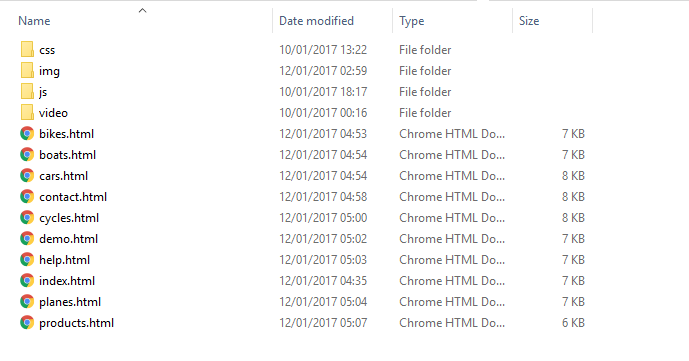 Name Date modified Type Size
css 10/01/2017 13:22 File folder
img 12/01/2017 02:59 File folder
js 10/01/2017 18:17 File folder
video 10/01/2017 00:16 File folder
bikes.html 12/01/2017 04:53 Chrome HTML Do... 7 KB
boats.html 12/01/2017 04:54 Chrome HTML Do... 7 KB
cars.html 12/01/2017 04:54 Chrome HTML Do... 8 KB
contact.html 12/01/2017 04:58 Chrome HTML Do... 8 KB
cycles.html 12/01/2017 05:00 Chrome HTML Do... 8 KB
demo.html 12/01/2017 05:02 Chrome HTML Do... 7 KB
help.html 12/01/2017 05:03 Chrome HTML Do... 7 KB
index.html 12/01/2017 04:35 Chrome HTML Do... 7 KB
planes.html 12/01/2017 05:04 Chrome HTML Do... 7 KB
products.html 12/01/2017 05:07 Chrome HTML Do... 6 KB